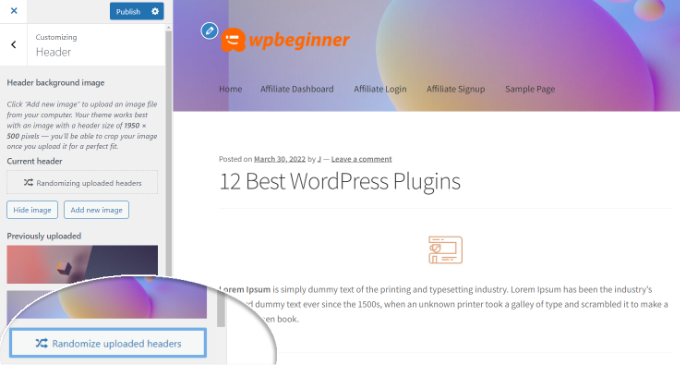 Publish
Customizing
Header
Header background image
Click "Add new image" to upload an image file
from your computer. Your theme works best
with an image with a header size of 1950 ×
500 pixels — you'll be able to crop your image
once you upload it for a perfect fit.
Current header
Randomizing uploaded headers
Hide image
Add new image
Previously uploaded
Randomize uploaded headers
wpbeginner
Home Affiliate Dashboard Affiliate Login Affiliate Signup Sample Page
Posted on March 30, 2022 by J — Leave a comment
12 Best WordPress Plugins
Lorem Ipsum is simply dummy text of the printing and typesetting industry. Lorem Ipsum has been the industry's
dummy text ever since the 1500s, when an unknown printer took a galley of type and scrambled it to make a
book.